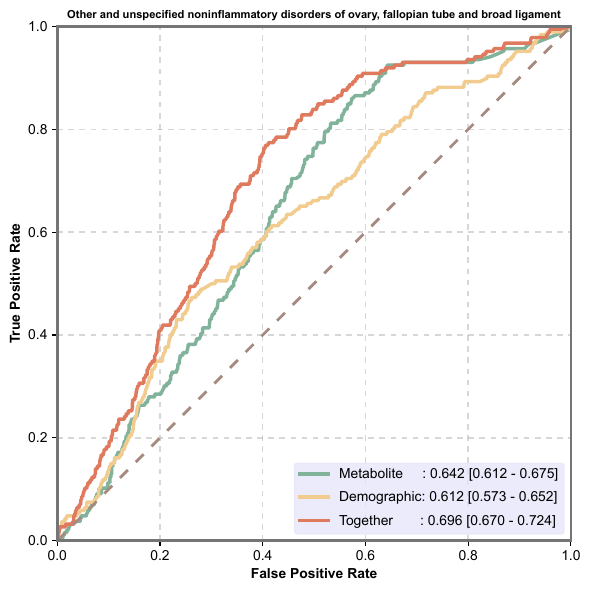 Other and unspecified noninflammatory disorders of ovary, fallopian tube and broad ligament
1.0
0.8
0.6
0.4
0.2
0.0
True Positive Rate
Metabolite : 0.642 [0.612 - 0.675]
Demographic: 0.612 [0.573 - 0.652]
Together : 0.696 [0.670 - 0.724]
0.0 0.2 0.4 0.6 0.8 1.0
False Positive Rate